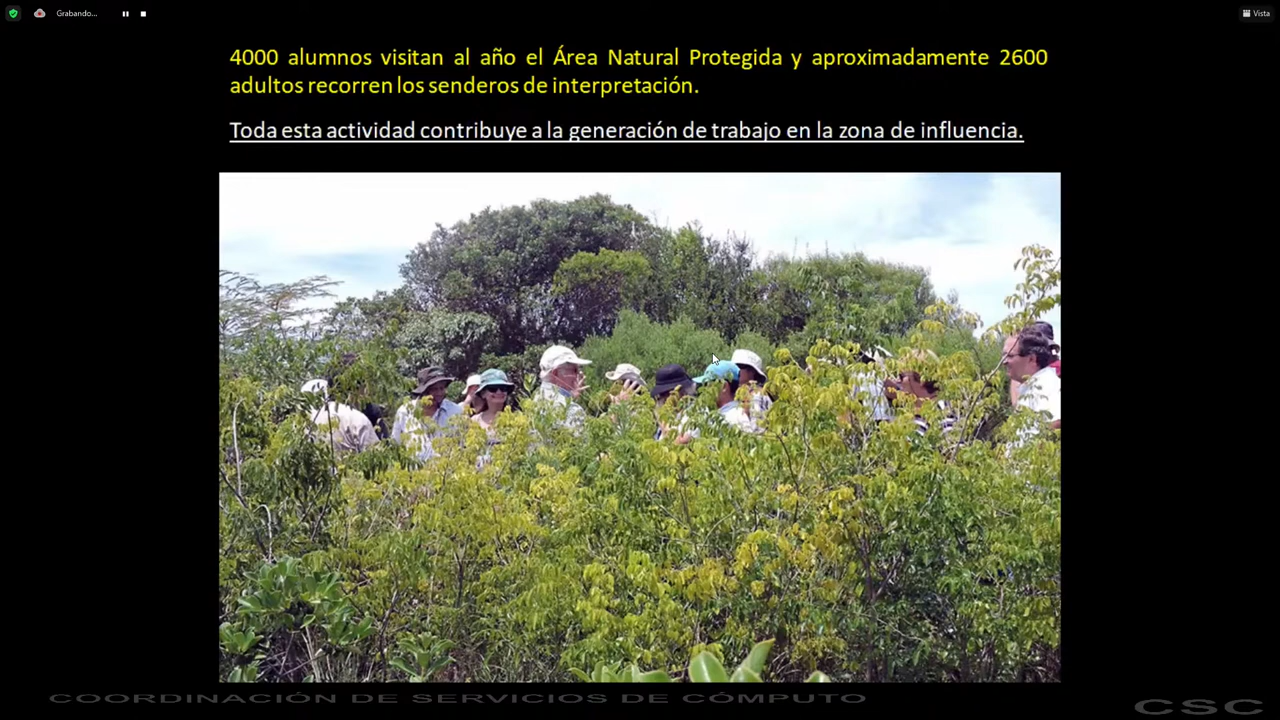 Grabando...
Vista
4000 alumnos visitan al año el Área Natural Protegida y aproximadamente 2600
adultos recorren los senderos de interpretación.
Toda esta actividad contribuye a la generación de trabajo en la zona de influencia.
COORDINACIÓN DE SERVICIOS DE CÓMPUTO
CSC